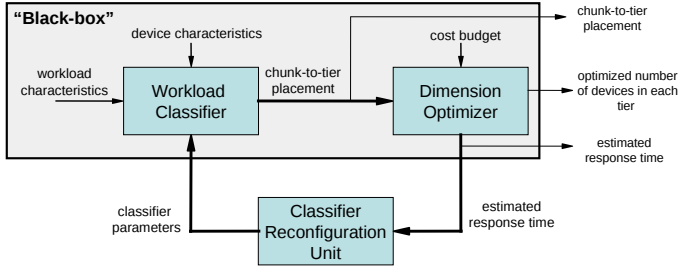 “Black-box”
device characteristics
cost budget
chunk-to-tier
placement
workload
characteristics
Workload
Classifier
chunk-to-tier
placement
Dimension
Optimizer
optimized number
of devices in each
tier
estimated
response time
classifier
parameters
Classifier
Reconfiguration
Unit
estimated
response time